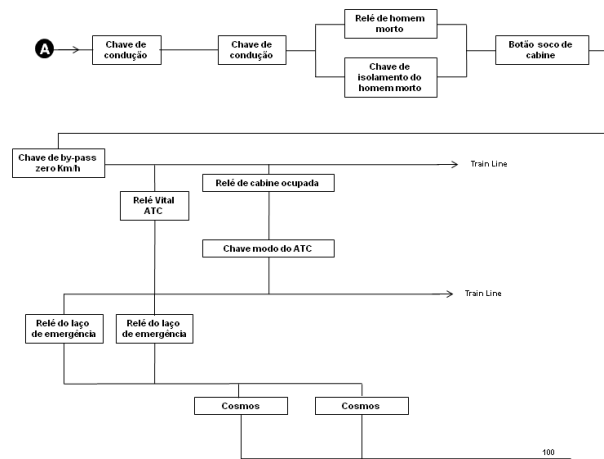 A
Chave de
condução
Chave de
condução
Relé de homem
morto
Chave de
isolamento do
homem morto
Botão soco de
cabine
Chave de by-pass
zero Km/h
Train Line
Relé Vital
ATC
Relé de cabine ocupada
Chave modo do ATC
Train Line
Relé do laço
de emergência
Relé do laço
de emergência
Cosmos
Cosmos
100